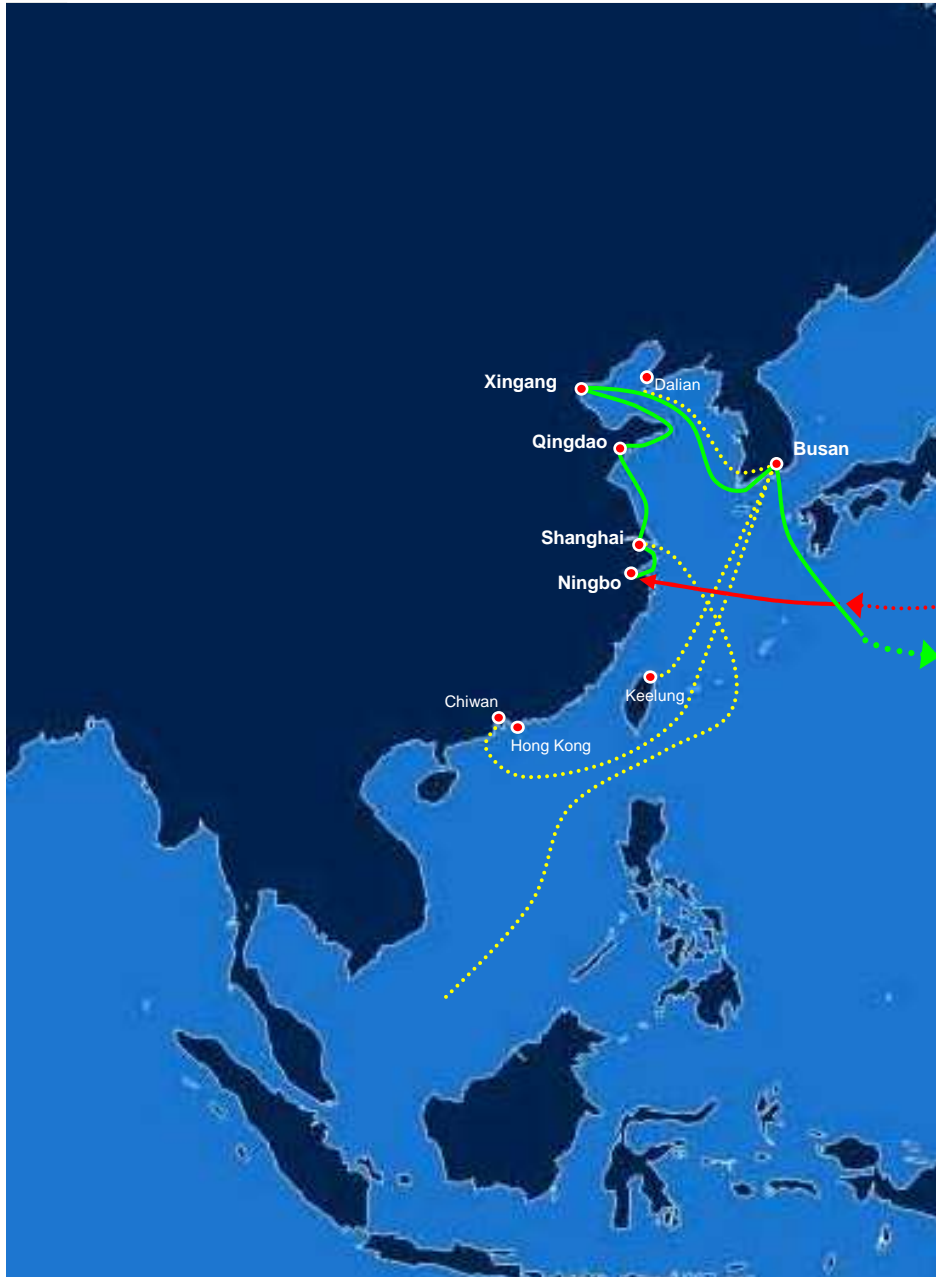 Xingang
Dalian
Qingdao
Busan
Shanghai
Ningbo
Keelung
Chiwan
Hong Kong